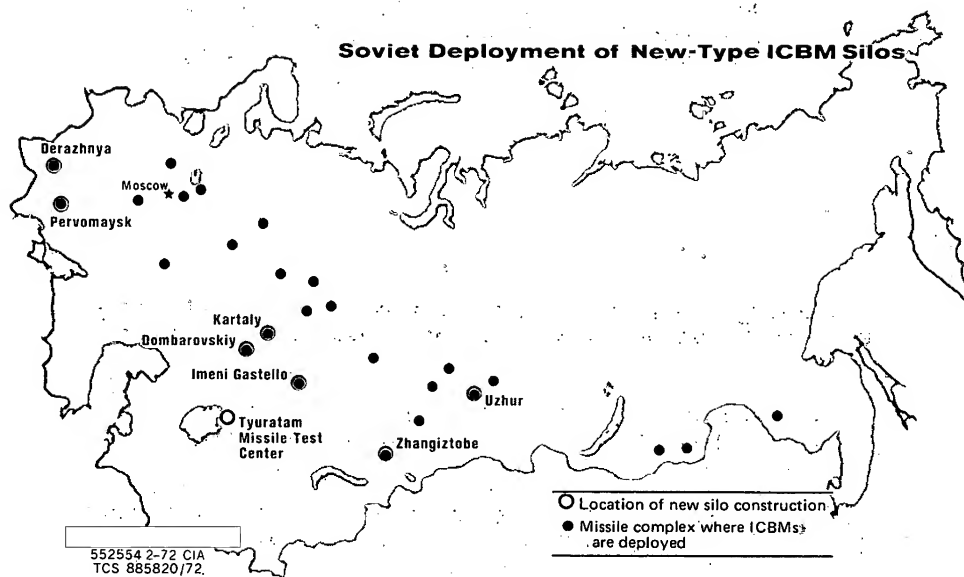 Soviet Deployment of New-Type ICBM Silos
Derazhnya
Moscow
Pervomaysk
Kartaly
Dombarovskiy
Imeni Gastello
Uzhur
Tyuratam
Missile Test
Center
Zhangiztobe
Location of new silo construction
Missile complex where ICBMs
are deployed
552554 2-72 CIA
TCS 885820/72